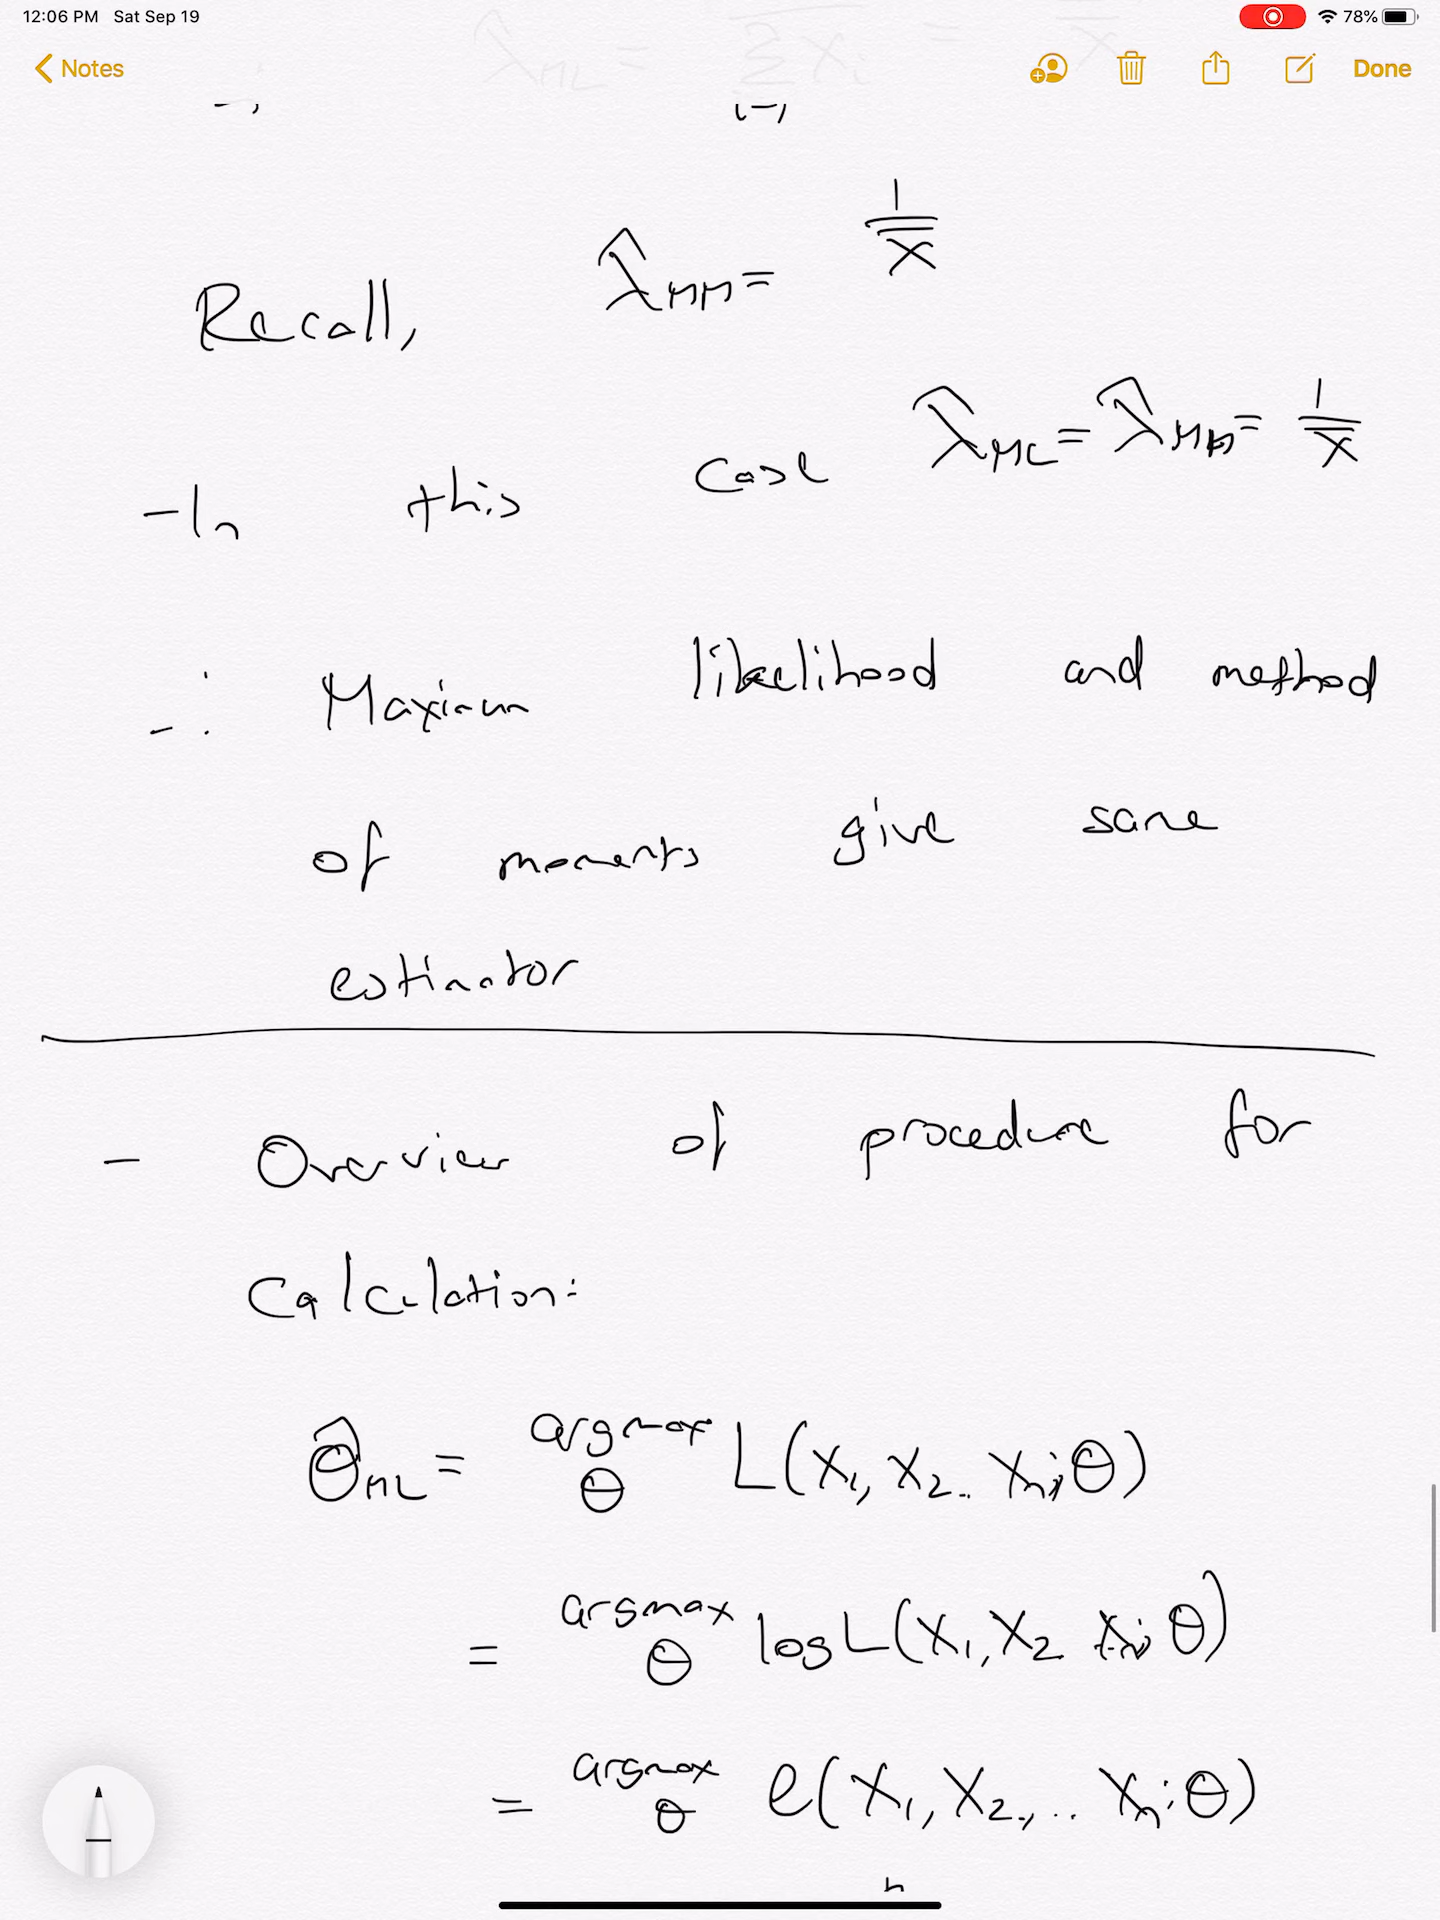 12:06 PM Sat Sep 19
78%
Notes
Done
λ̂ML = ΣXᵢ = X̄
Recall, λ̂MM = 1/X̄
- In this case λ̂ML = λ̂MM = 1/X̄
- ∴ Maximum likelihood and method
of moments give same
estimator
- Overview of procedure for
Calculation:
θ̂ML = argmax θ L(X₁, X₂.. Xn; θ)
= argmax θ log L(X₁, X₂ Xn; θ)
= argmax θ ℓ(X₁, X₂,... Xn; θ)
n